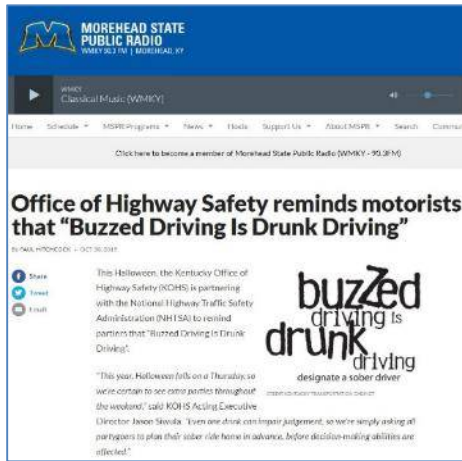 MOREHEAD STATE
PUBLIC RADIO
WMKY 90.3 FM | MOREHEAD, KY
WMKY
Classical Music (WMKY)
Home Schedule MSPR Programs News Hosts Support Us About MSPR Search
Click here to become a member of Morehead State Public Radio (WMKY - 90.3FM)
Office of Highway Safety reminds motorists
that “Buzzed Driving Is Drunk Driving”
By PAUL HITCHCOCK • OCT
Share
Tweet
Email
This Halloween, the Kentucky Office of
Highway Safety (KOHS) is partnering
with the National Highway Traffic Safety
Administration (NHTSA) to remind
partiers that “Buzzed Driving Is Drunk
Driving”.
buzzed
driving is
drunk
driving
designate a sober driver
"This year, Halloween falls on a Thursday, so
we're certain to see extra parties throughout
the weekend," said KOHS Acting Executive
Director Jason Siwula. "Even one drink can impair judgement, so we're simply asking all
partygoers to plan their sober ride home in advance, before decision-making abilities are
affected."